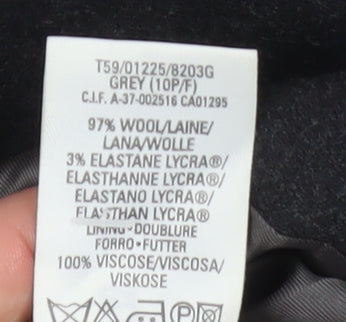 T59/01225/8203G
GREY (10P/F)
C.I.F. A-37-002516 CA01295
97% WOOL/LAINE/
LANA/WOLLE
3% ELASTANE LYCRA®/
ELASTHANNE LYCRA®/
ELASTANO LYCRA®/
ELASTHAN LYCRA®
LINING•DOUBLURE
FORRO•FUTTER
100% VISCOSE/VISCOSA/
VISKOSE
P